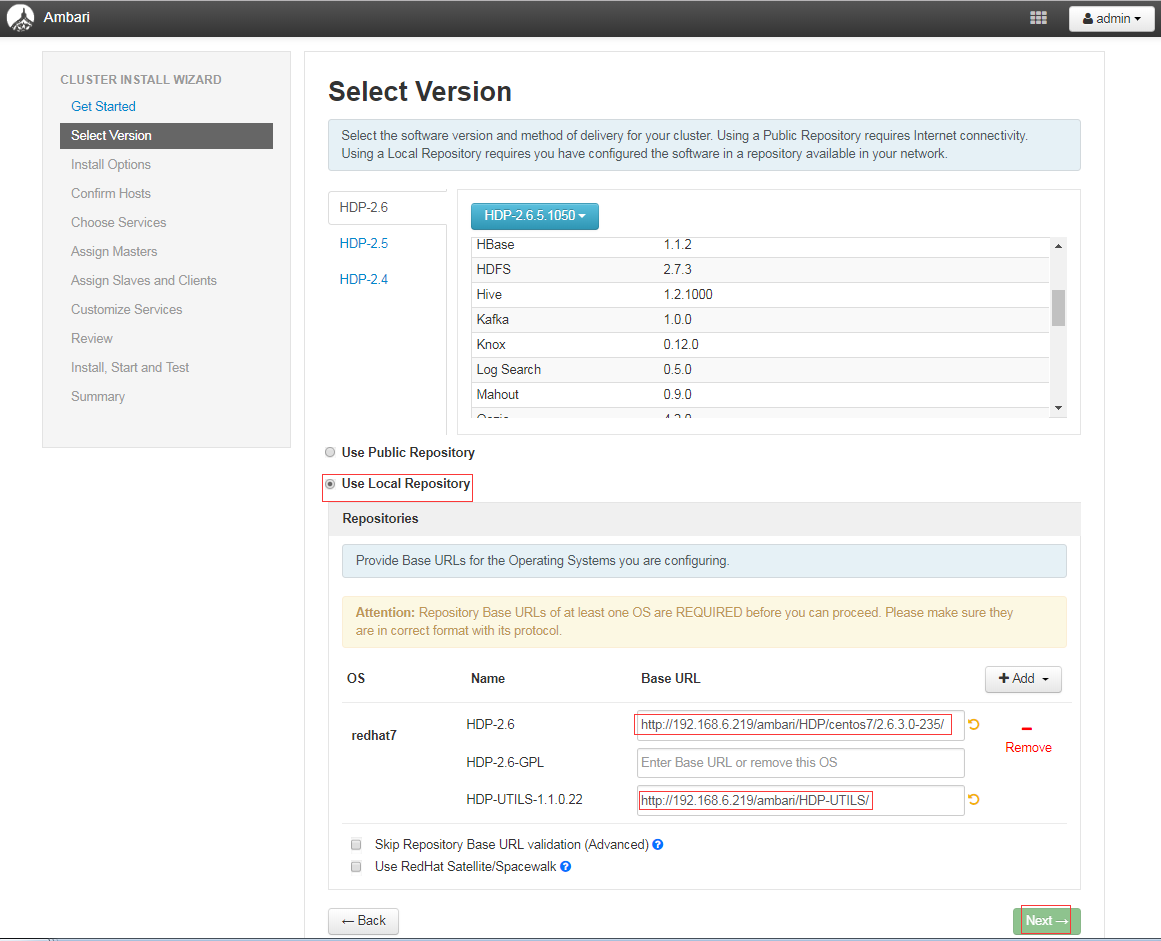 Ambari
admin
CLUSTER INSTALL WIZARD
Get Started
Select Version
Install Options
Confirm Hosts
Choose Services
Assign Masters
Assign Slaves and Clients
Customize Services
Review
Install, Start and Test
Summary
Select Version
Select the software version and method of delivery for your cluster. Using a Public Repository requires Internet connectivity.
Using a Local Repository requires you have configured the software in a repository available in your network.
HDP-2.6
HDP-2.5
HDP-2.4
HDP-2.6.5.1050
HBase 1.1.2
HDFS 2.7.3
Hive 1.2.1000
Kafka 1.0.0
Knox 0.12.0
Log Search 0.5.0
Mahout 0.9.0
Use Public Repository
Use Local Repository
Repositories
Provide Base URLs for the Operating Systems you are configuring.
Attention: Repository Base URLs of at least one OS are REQUIRED before you can proceed. Please make sure they
are in correct format with its protocol.
OS Name Base URL + Add
redhat7
HDP-2.6 http://192.168.6.219/ambari/HDP/centos7/2.6.3.0-235/
Remove
HDP-2.6-GPL Enter Base URL or remove this OS
HDP-UTILS-1.1.0.22 http://192.168.6.219/ambari/HDP-UTILS/
Skip Repository Base URL validation (Advanced) ?
Use RedHat Satellite/Spacewalk ?
← Back
Next →